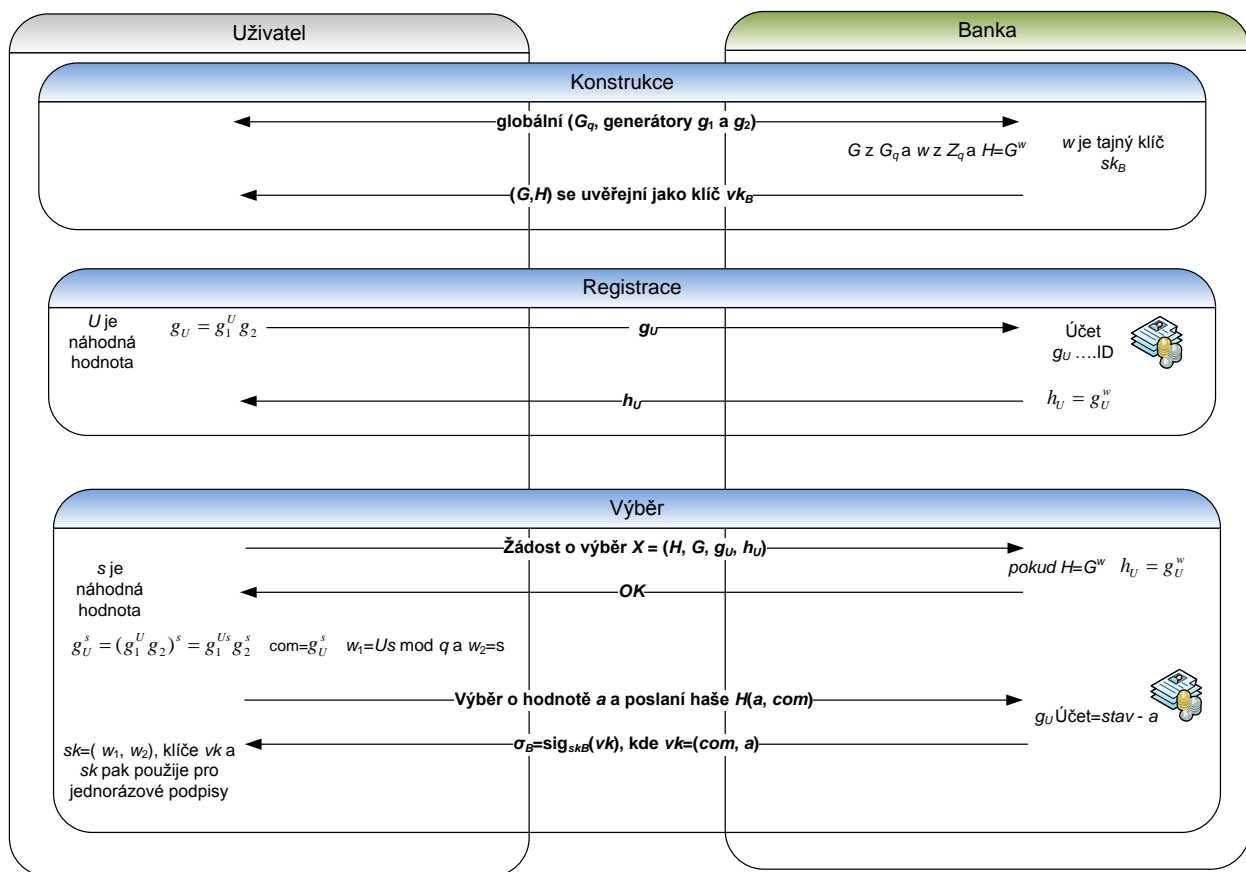 Uživatel
Banka
Konstrukce
globální (G_q, generátory g_1 a g_2)
G z G_q a w z Z_q a H=G^w
w je tajný klíč
sk_B
(G,H) se uvěřejní jako klíč vk_B
Registrace
U je
náhodná
hodnota
g_U = g_1^U g_2
g_U
Účet
g_U ....ID
h_U
h_U = g_U^w
Výběr
Žádost o výběr X = (H, G, g_U, h_U)
pokud H=G^w h_U = g_U^w
s je
náhodná
hodnota
OK
g_U^s = (g_1^U g_2)^s = g_1^{Us} g_2^s com=g_U^s w_1=Us mod q a w_2=s
Výběr o hodnotě a a poslaní haše H(a, com)
g_U Účet=stav - a
σ_B=sig_{skB}(vk), kde vk=(com, a)
sk=( w_1, w_2), klíče vk a
sk pak použije pro
jednorázové podpisy